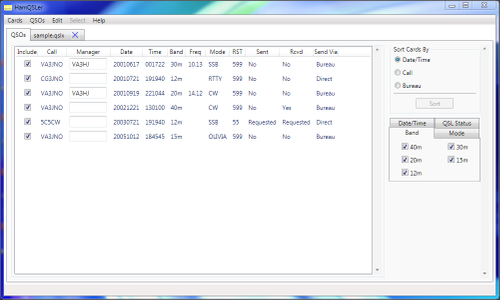 HamQSLer
Cards QSOs Edit Select Help
QSOs sample.qslx X
Include Call Manager Date Time Band Freq Mode RST Sent Rcvd Send Via
VA3JNO VA3HJ 20010617 001722 30m 10.13 SSB 599 No No Bureau
CG3JNO 20010721 191940 12m RTTY 599 No No Direct
VA3JNO VA3HJ 20010919 221044 20m 14.12 CW 599 No No Bureau
VA3JNO 20021221 130100 40m CW 599 No Yes Bureau
5C5CW 20030721 191940 12m SSB 55 Requested Requested Direct
VA3JNO 20051012 184545 15m OLIVIA 599 No No Bureau
Sort Cards By
Date/Time
Call
Bureau
Sort
Date/Time QSL Status
Band Mode
40m 30m
20m 15m
12m